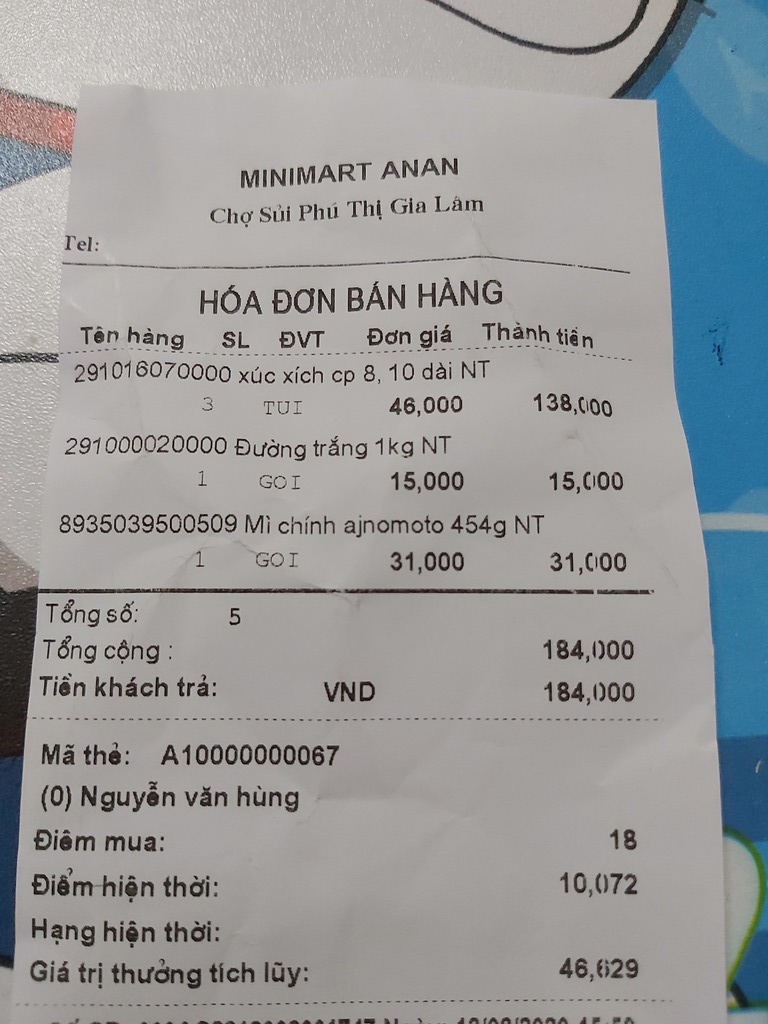 MINIMART ANAN
Chợ Sủi Phú Thị Gia Lâm
Tel:
HÓA ĐƠN BÁN HÀNG
Tên hàng SL ĐVT Đơn giá Thành tiền
291016070000 xúc xích cp 8, 10 dài NT
3 TUI 46,000 138,000
291000020000 Đường trắng 1kg NT
1 GOI 15,000 15,000
8935039500509 Mì chính ajnomoto 454g NT
1 GOI 31,000 31,000
Tổng số: 5
Tổng cộng : 184,000
Tiền khách trả: VND 184,000
Mã thẻ: A10000000067
(0) Nguyễn văn hùng
Điểm mua: 18
Điểm hiện thời: 10,072
Hạng hiện thời:
Giá trị thưởng tích lũy: 46,629